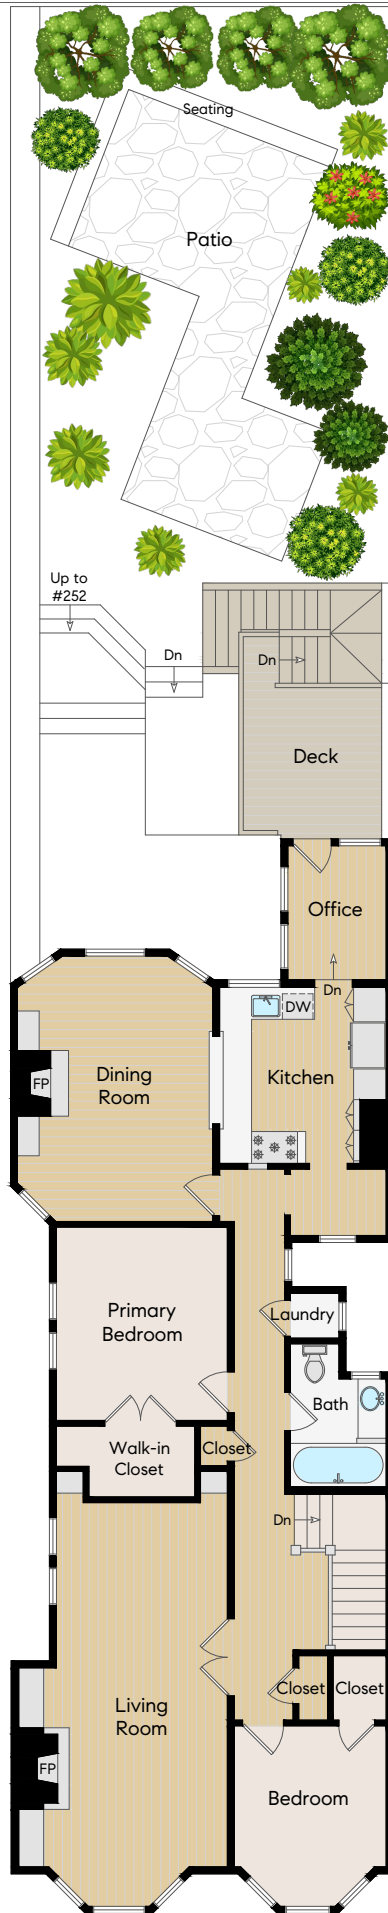 Seating
Patio
Up to
#252
Dn
Dn
Deck
Office
Dn
DW
Kitchen
Dining
Room
FP
Laundry
Primary
Bedroom
Bath
Walk-in
Closet
Closet
Dn
Closet
Closet
Living
Room
FP
Bedroom